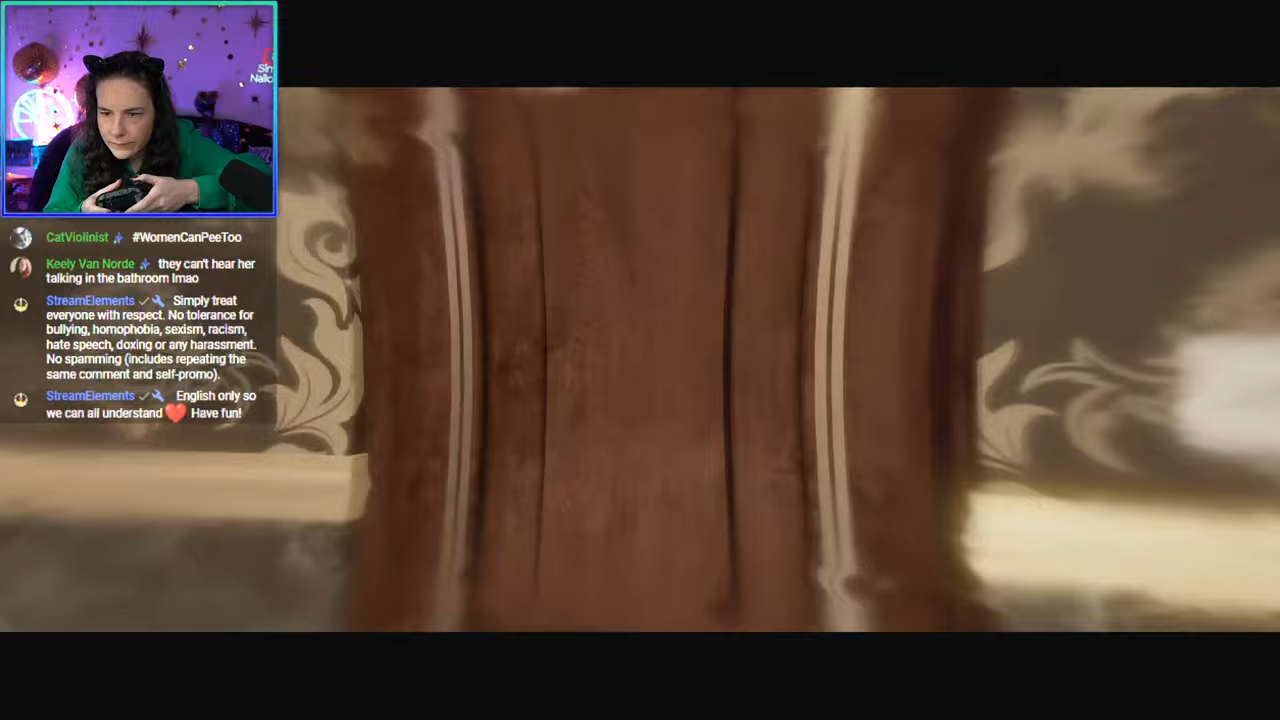 CatViolinist #WomenCanPeeToo
Keely Van Norde they can't hear her
talking in the bathroom lmao
StreamElements Simply treat
everyone with respect. No tolerance for
bullying, homophobia, sexism, racism,
hate speech, doxing or any harassment.
No spamming (includes repeating the
same comment and self-promo).
StreamElements English only so
we can all understand ❤️ Have fun!